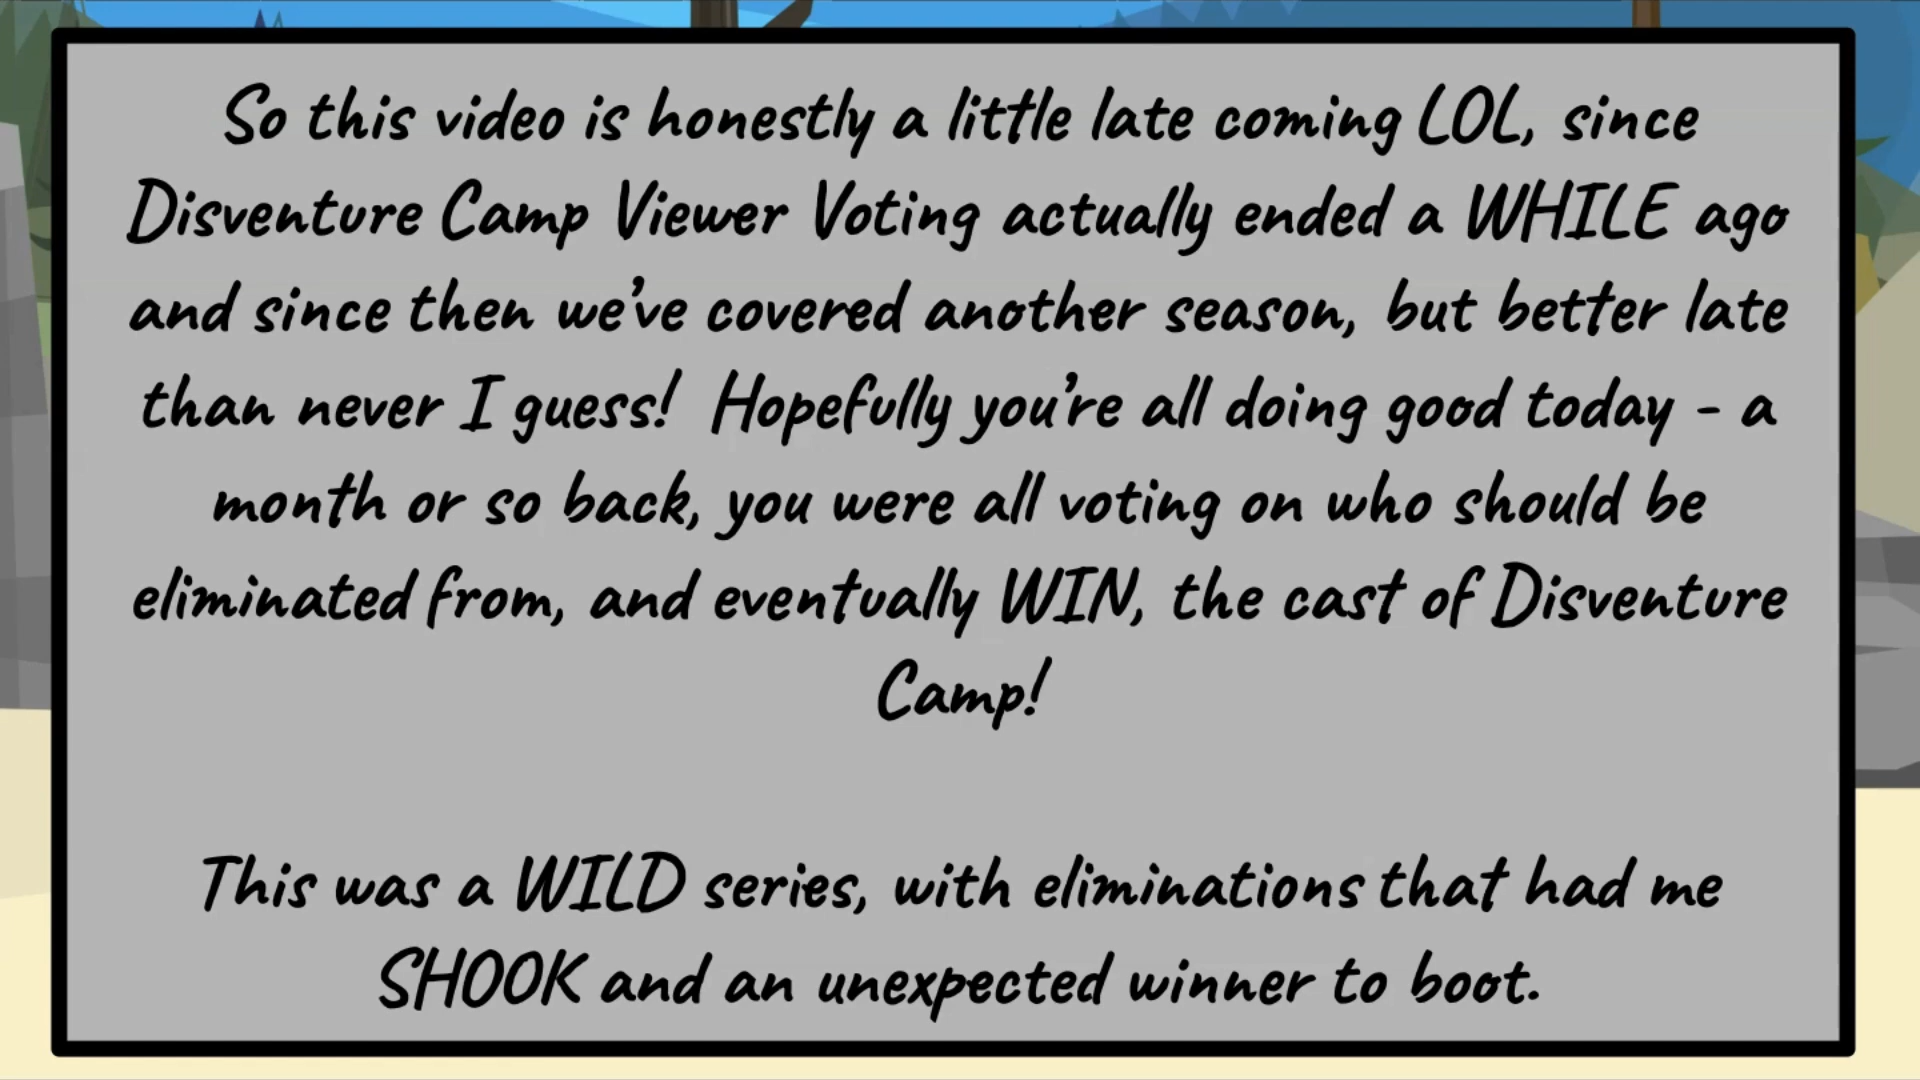 So this video is honestly a little late coming LOL, since
Disventure Camp Viewer Voting actually ended a WHILE ago
and since then we've covered another season, but better late
than never I guess!  Hopefully you're all doing good today - a
month or so back, you were all voting on who should be
eliminated from, and eventually WIN, the cast of Disventure
Camp!
This was a WILD series, with eliminations that had me
SHOOK and an unexpected winner to boot.